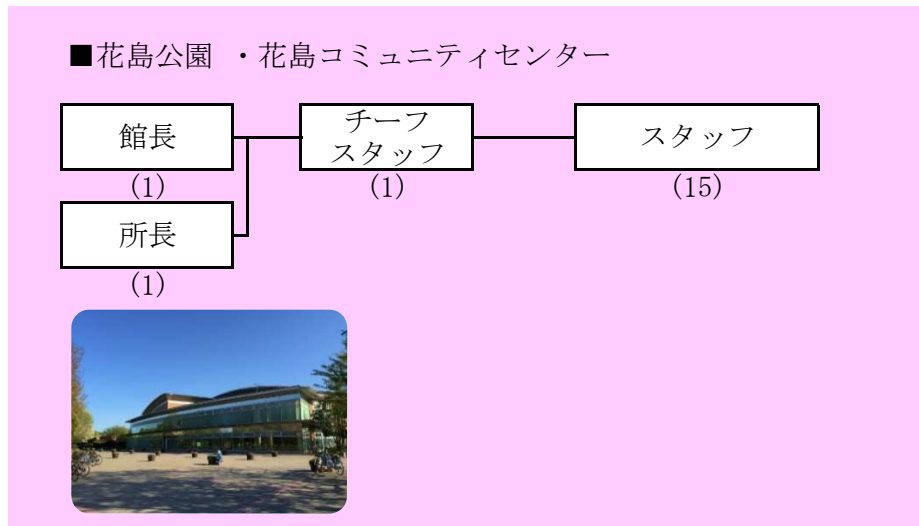 ■花島公園 ・花島コミュニティセンター
館長
(1)
所長
(1)
チーフ
スタッフ
(1)
スタッフ
(15)